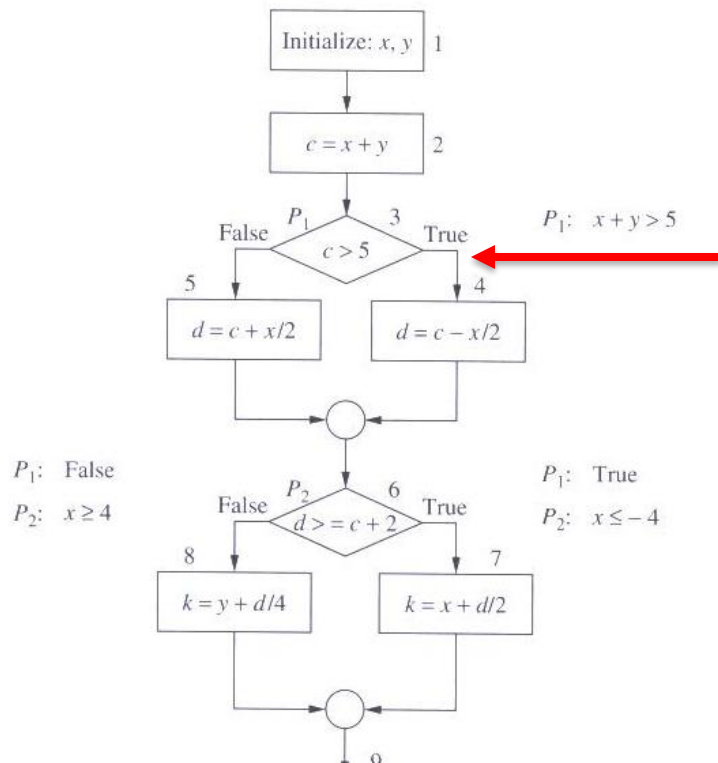 Initialize: x, y 1
c = x + y 2
P₁ 3
False c > 5 True
P₁: x + y > 5
5 4
d = c + x/2 d = c − x/2
P₁: False
P₂: x ≥ 4
P₂ 6
False d > = c + 2 True
P₁: True
P₂: x ≤ − 4
8 7
k = y + d/4 k = x + d/2
9